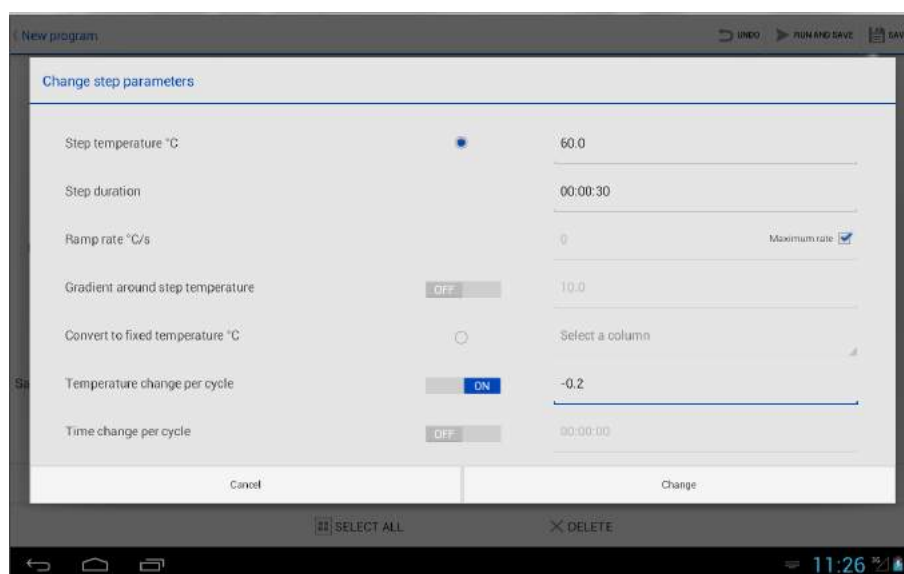 New program UNDO RUN AND SAVE SAV
Change step parameters
Step temperature °C 60.0
Step duration 00:00:30
Ramp rate °C/s 0 Maximum rate
Gradient around step temperature OFF 10.0
Convert to fixed temperature °C Select a column
Sa
Temperature change per cycle ON -0.2
Time change per cycle OFF 00:00:00
Cancel Change
SELECT ALL DELETE
11:26 3G